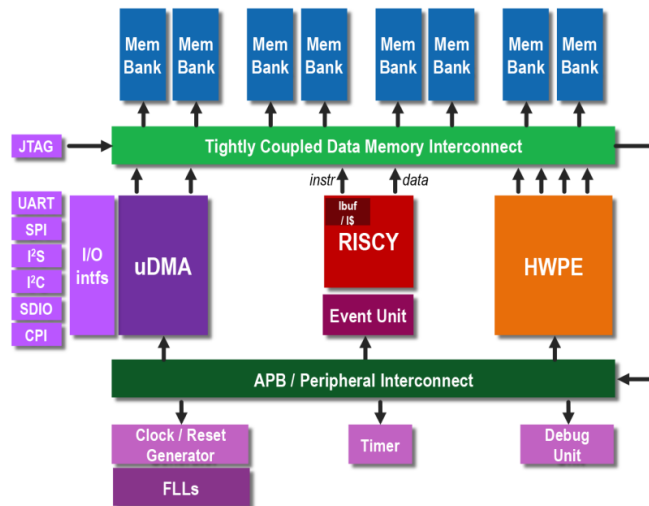 Mem
Bank
Mem
Bank
Mem
Bank
Mem
Bank
Mem
Bank
Mem
Bank
Mem
Bank
Mem
Bank
JTAG
Tightly Coupled Data Memory Interconnect
instr
data
UART
SPI
I²S
I²C
SDIO
CPI
I/O
intfs
uDMA
Ibuf
/ I$
RISCY
Event Unit
HWPE
APB / Peripheral Interconnect
Clock / Reset
Generator
FLLs
Timer
Debug
Unit